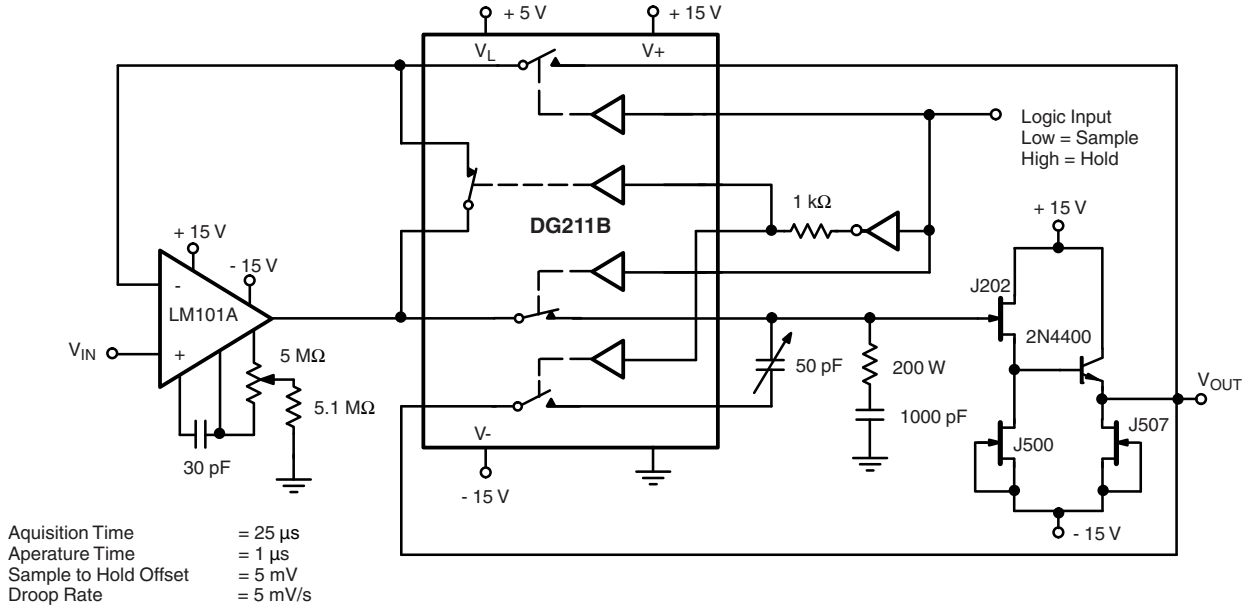 + 5 V
+ 15 V
VL
V+
Logic Input
Low = Sample
High = Hold
1 kΩ
DG211B
+ 15 V
+ 15 V
- 15 V
J202
-
LM101A
2N4400
VIN
+
5 MΩ
50 pF
200 W
VOUT
5.1 MΩ
1000 pF
J507
J500
V-
30 pF
- 15 V
- 15 V
Aquisition Time = 25 µs
Aperature Time = 1 µs
Sample to Hold Offset = 5 mV
Droop Rate = 5 mV/s